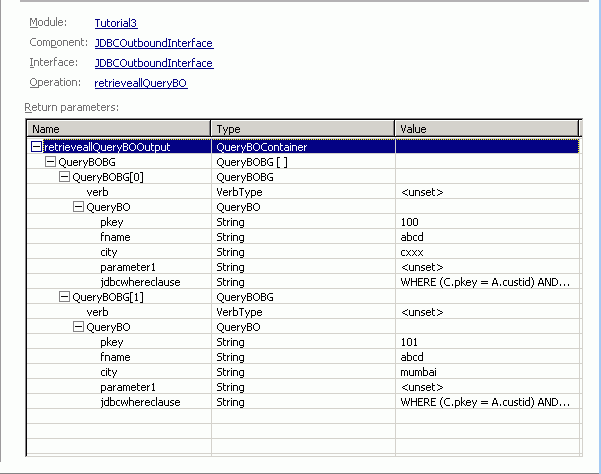 Module: Tutorial3
Component: JDBCOutboundInterface
Interface: JDBCOutboundInterface
Operation: retrieveallQueryBO
Return parameters:
Name Type Value
retrieveallQueryBOOutput QueryBOContainer
QueryBOBG QueryBOBG [ ]
QueryBOBG[0] QueryBOBG
verb VerbType <unset>
QueryBO QueryBO
pkey String 100
fname String abcd
city String cxxx
parameter1 String <unset>
jdbcwhereclause String WHERE (C.pkey = A.custid) AND...
QueryBOBG[1] QueryBOBG
verb VerbType <unset>
QueryBO QueryBO
pkey String 101
fname String abcd
city String mumbai
parameter1 String <unset>
jdbcwhereclause String WHERE (C.pkey = A.custid) AND...